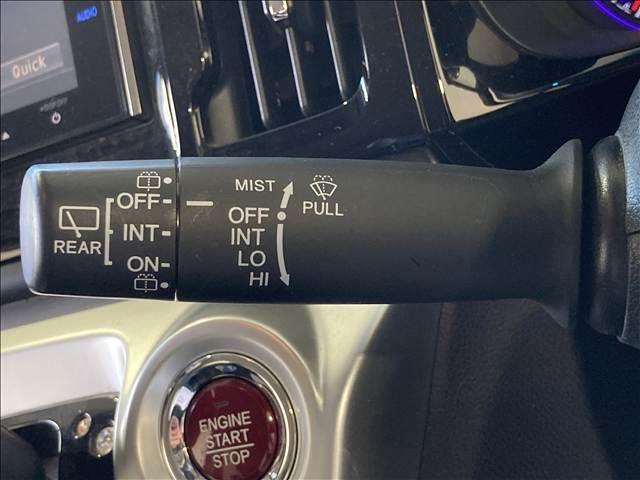 AUDIO
Quick
OFF
REAR
INT
ON
MIST
OFF
INT
LO
HI
PULL
ENGINE
START
STOP